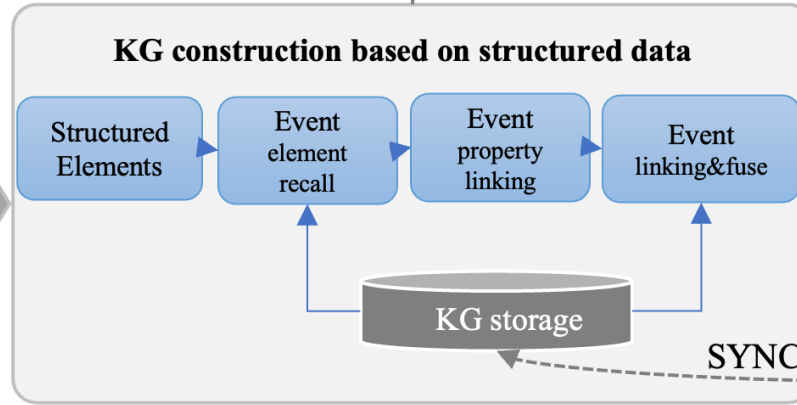 KG construction based on structured data
Structured
Elements
Event
element
recall
Event
property
linking
Event
linking&fuse
KG storage
SYNC